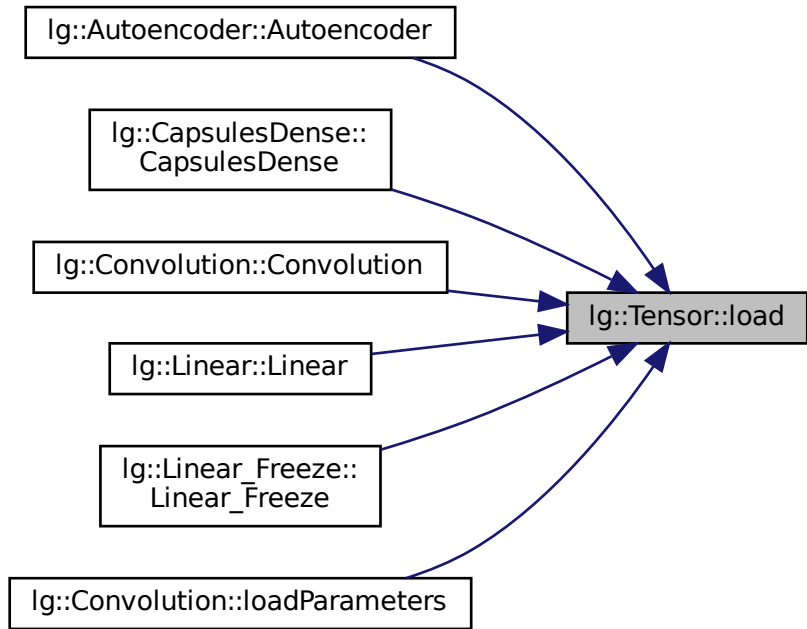 lg::Autoencoder::Autoencoder
lg::CapsulesDense::
CapsulesDense
lg::Convolution::Convolution
lg::Tensor::load
lg::Linear::Linear
lg::Linear_Freeze::
Linear_Freeze
lg::Convolution::loadParameters